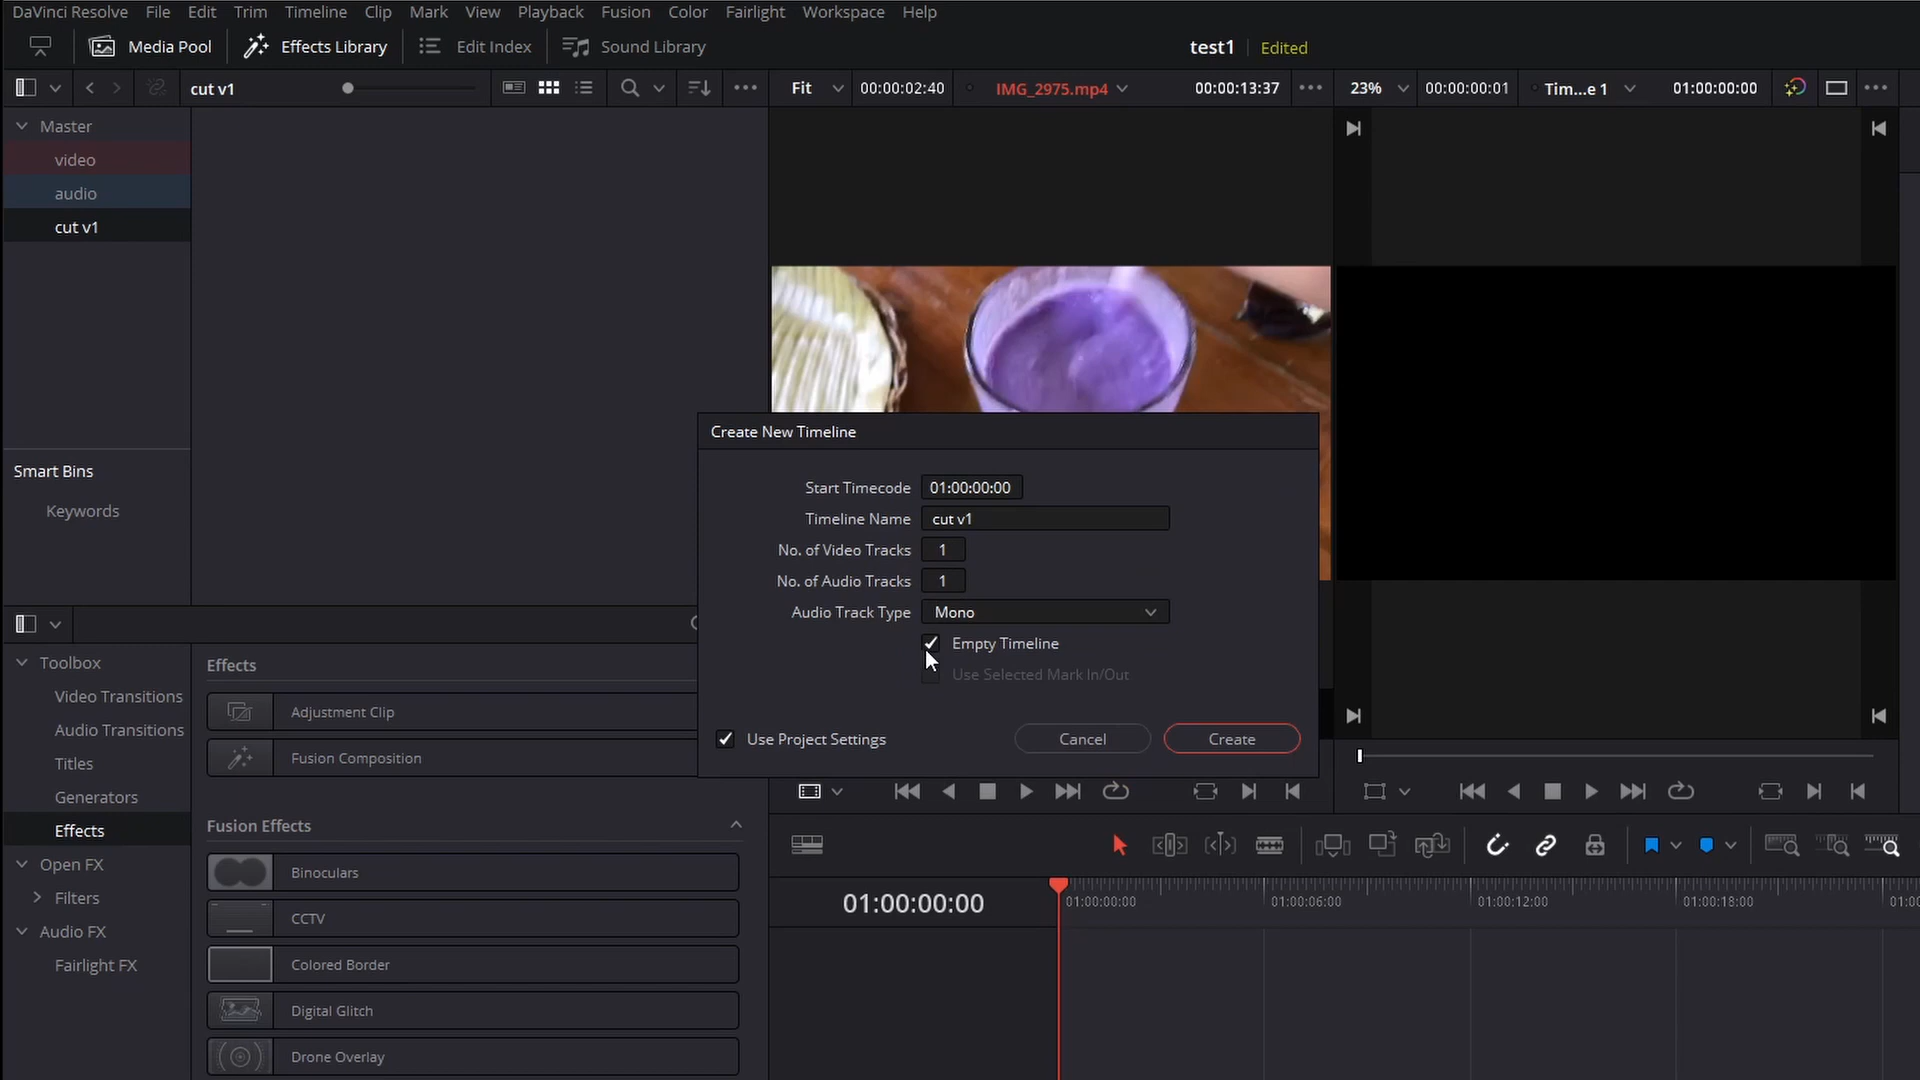 DaVinci Resolve File Edit Trim Timeline Clip Mark View Playback Fusion Color Fairlight Workspace Help
Media Pool Effects Library Edit Index Sound Library test1 Edited
cut v1 Fit 00:00:02:40 IMG_2975.mp4 00:00:13:37 23% 00:00:00:01 Tim...e 1 01:00:00:00
Master
video
audio
cut v1
Smart Bins
Keywords
Create New Timeline
Start Timecode 01:00:00:00
Timeline Name cut v1
No. of Video Tracks 1
No. of Audio Tracks 1
Audio Track Type Mono
Empty Timeline
Use Selected Mark In/Out
Use Project Settings Cancel Create
Toolbox
Video Transitions
Audio Transitions
Titles
Generators
Effects
Open FX
Filters
Audio FX
Fairlight FX
Effects
Adjustment Clip
Fusion Composition
Fusion Effects
Binoculars
CCTV
Colored Border
Digital Glitch
Drone Overlay
01:00:00:00 01:00:00:00 01:00:06:00 01:00:12:00 01:00:18:00 01:00